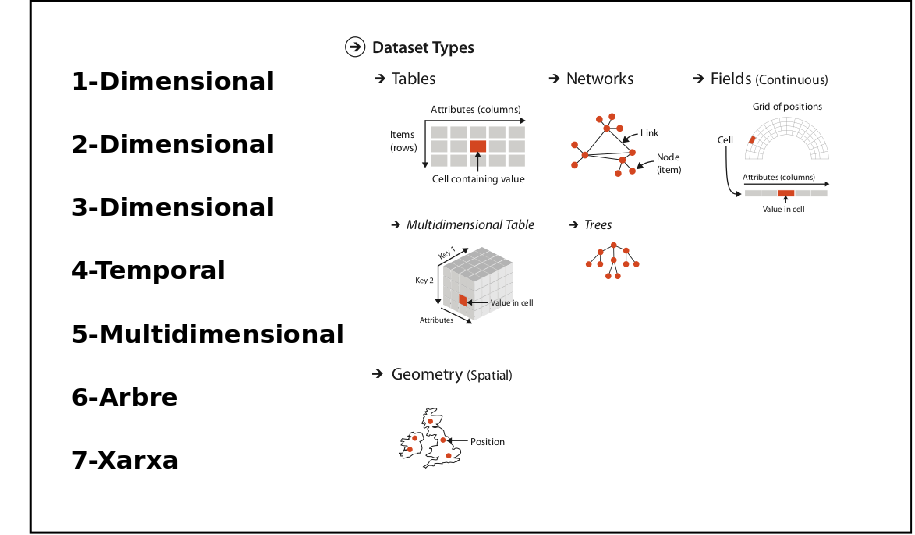 1-Dimensional
2-Dimensional
3-Dimensional
4-Temporal
5-Multidimensional
6-Arbre
7-Xarxa
Dataset Types
Tables
Attributes (columns)
Items
(rows)
Cell containing value
Networks
Link
Node
(item)
Fields (Continuous)
Grid of positions
Cell
Attributes (columns)
Value in cell
Multidimensional Table
Key 1
Key 2
Value in cell
Attributes
Trees
Geometry (Spatial)
Position